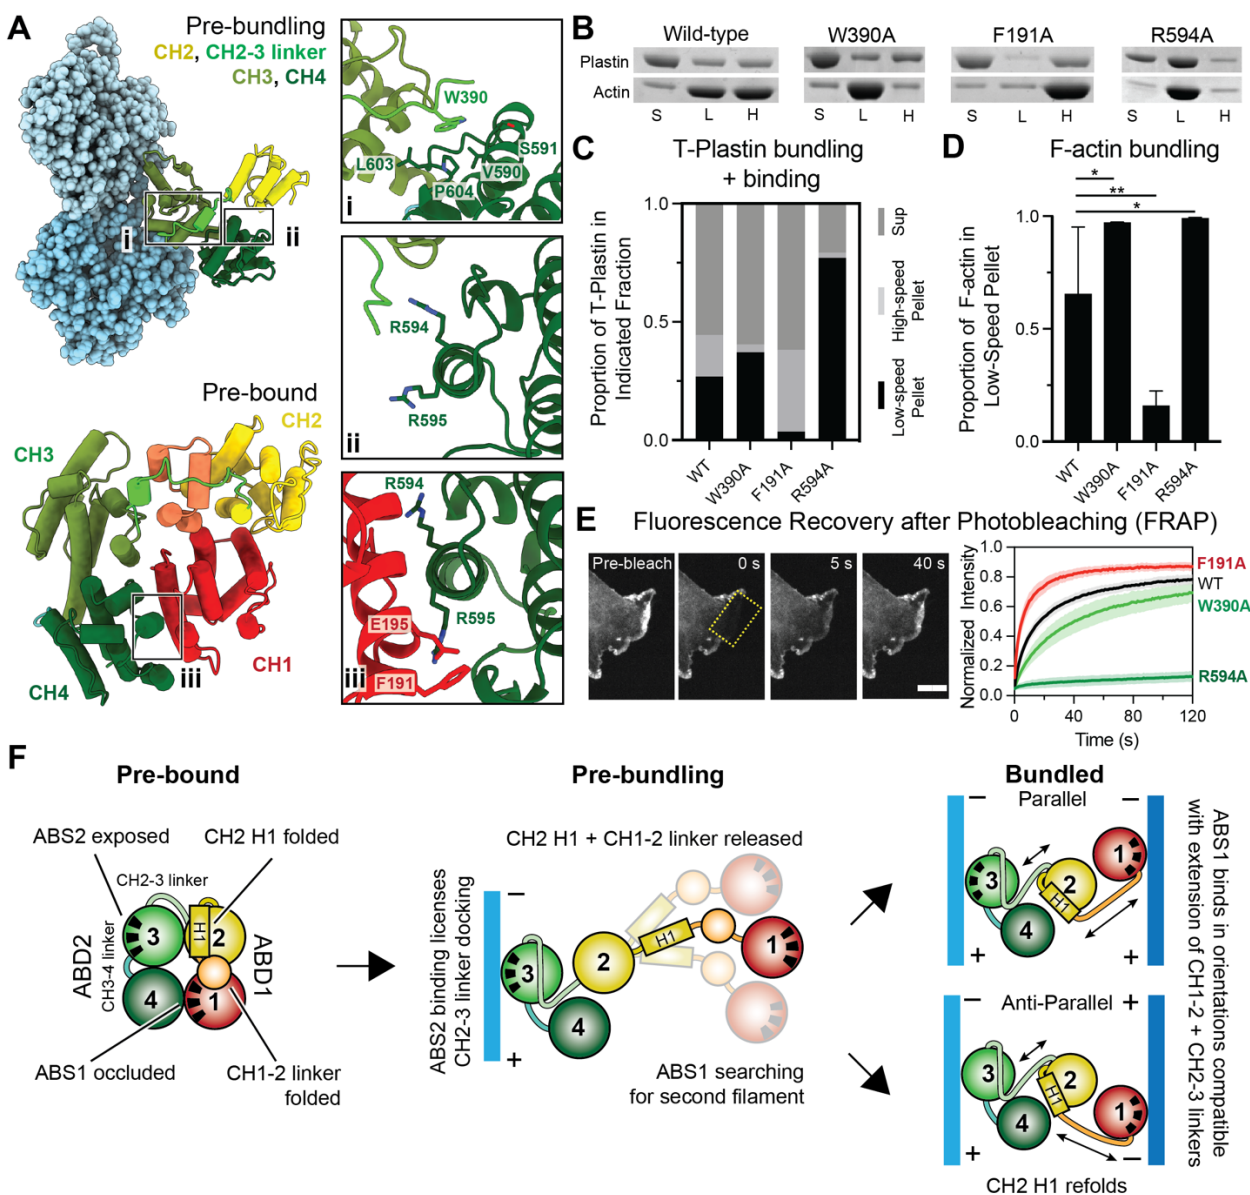 A
Pre-bundling
CH2, CH2-3 linker
CH3, CH4
i
ii
Pre-bound
CH3
CH2
CH4
CH1
iii
W390
L603
S591
V590
P604
i
R594
R595
ii
R594
R595
E195
F191
iii
B
Wild-type
W390A
F191A
R594A
Plastin
Actin
S L H
S L H
S L H
S L H
C
T-Plastin bundling
+ binding
Proprtion of T-Plastin in
Indicated Fraction
1.0
0.5
0.0
WT
W390A
F191A
R594A
Sup
High-speed
Pellet
Low-speed
Pellet
D
F-actin bundling
*
**
*
Proportion of F-actin in
Low-Speed Pellet
1.0
0.5
0.0
WT
W390A
F191A
R594A
E
Fluorescence Recovery after Photobleaching (FRAP)
Pre-bleach
0 s
5 s
40 s
Normalized Intensity
1.0
0.8
0.6
0.4
0.2
0.0
0
40
80
120
Time (s)
F191A
WT
W390A
R594A
F
Pre-bound
ABS2 exposed
CH2 H1 folded
CH2-3 linker
ABD2
CH3-4 linker
3
H1
2
4
1
ABD1
ABS1 occluded
CH1-2 linker
folded
Pre-bundling
CH2 H1 + CH1-2 linker released
ABS2 binding licenses
CH2-3 linker docking
−
+
3
2
H1
1
4
ABS1 searching
for second filament
Bundled
Parallel
−
−
3
2
H1
1
4
+
+
Anti-Parallel
−
+
3
2
H1
1
4
+
−
CH2 H1 refolds
ABS1 binds in orientations compatible
with extension of CH1-2 + CH2-3 linkers